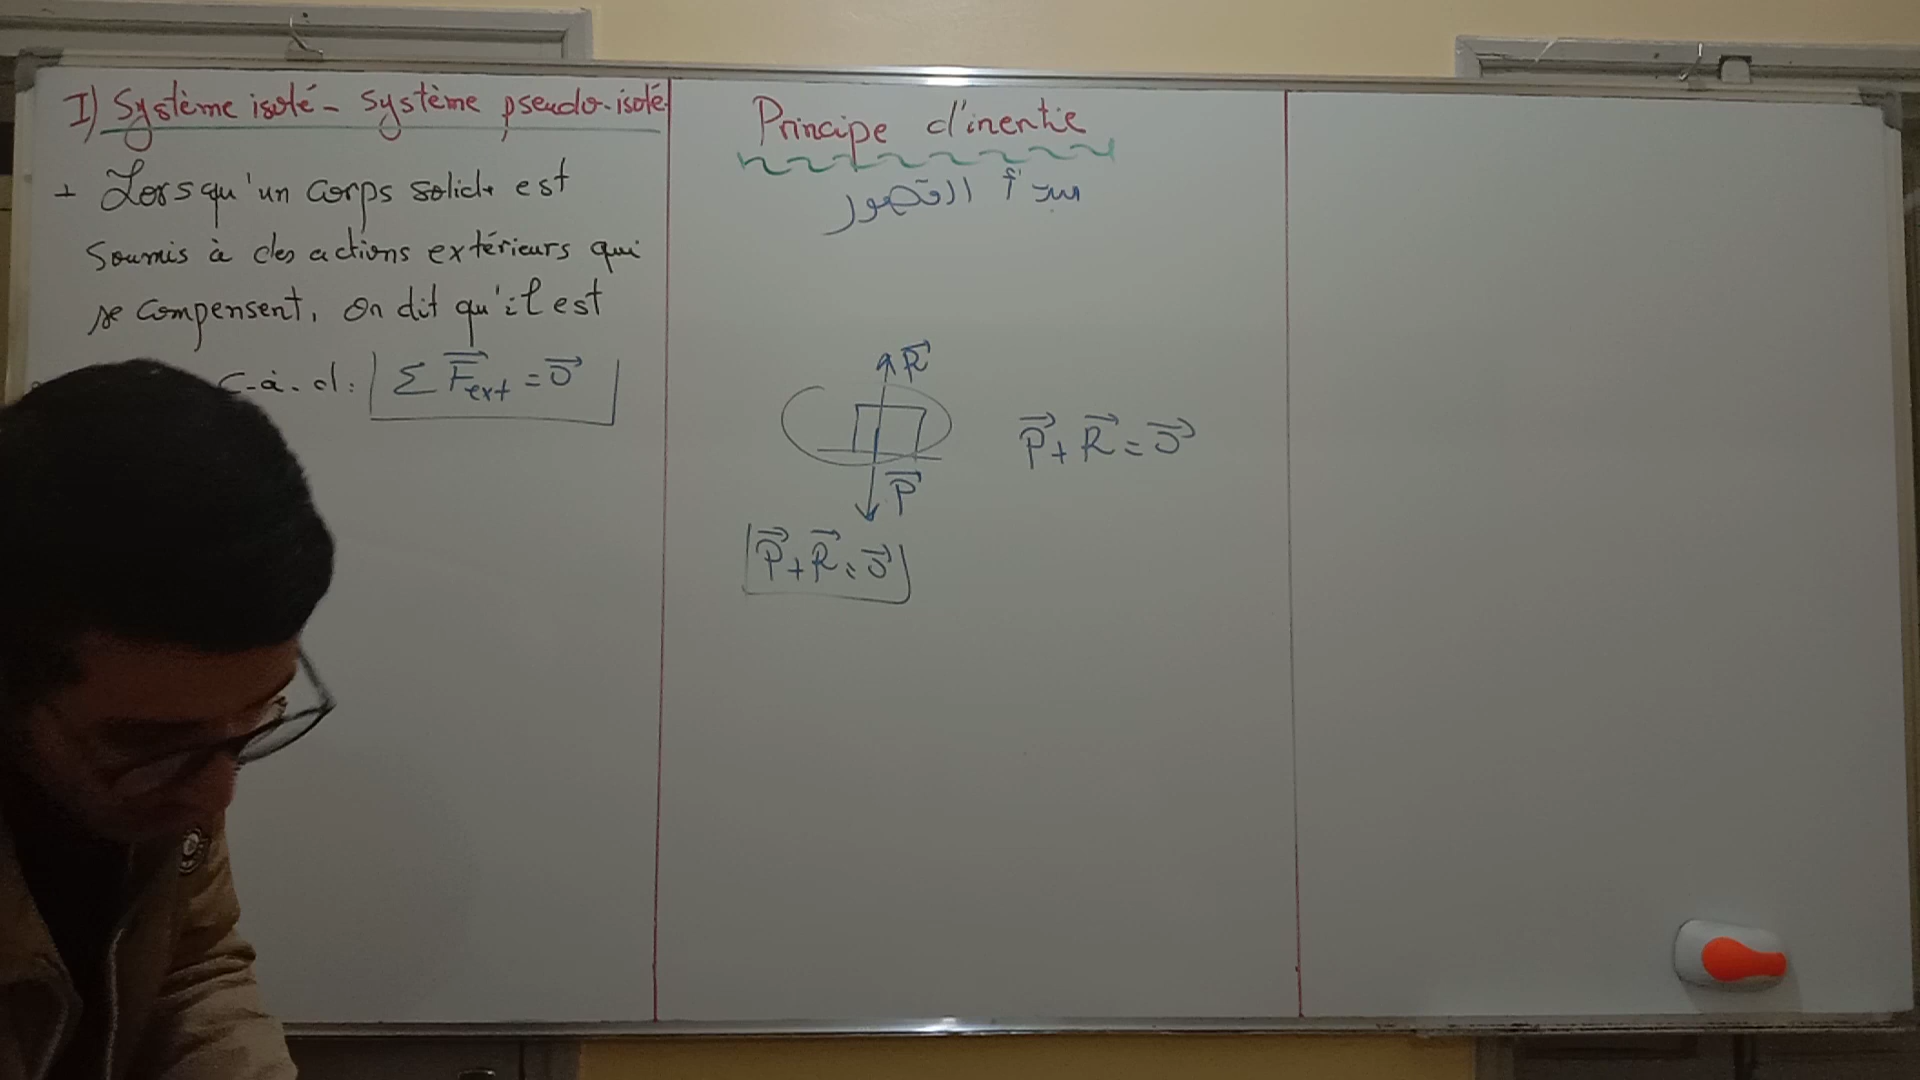 I) Système isolé - Système pseudo-isolé
+ Lorsqu'un corps solide est
soumis à des actions extérieurs qui
se compensent, on dit qu'il est
c-à-d: Σ F⃗ext = 0⃗
Principe d'inertie
مبدأ القصور
R⃗
P⃗ + R⃗ = 0⃗
P⃗
P⃗ + R⃗ = 0⃗